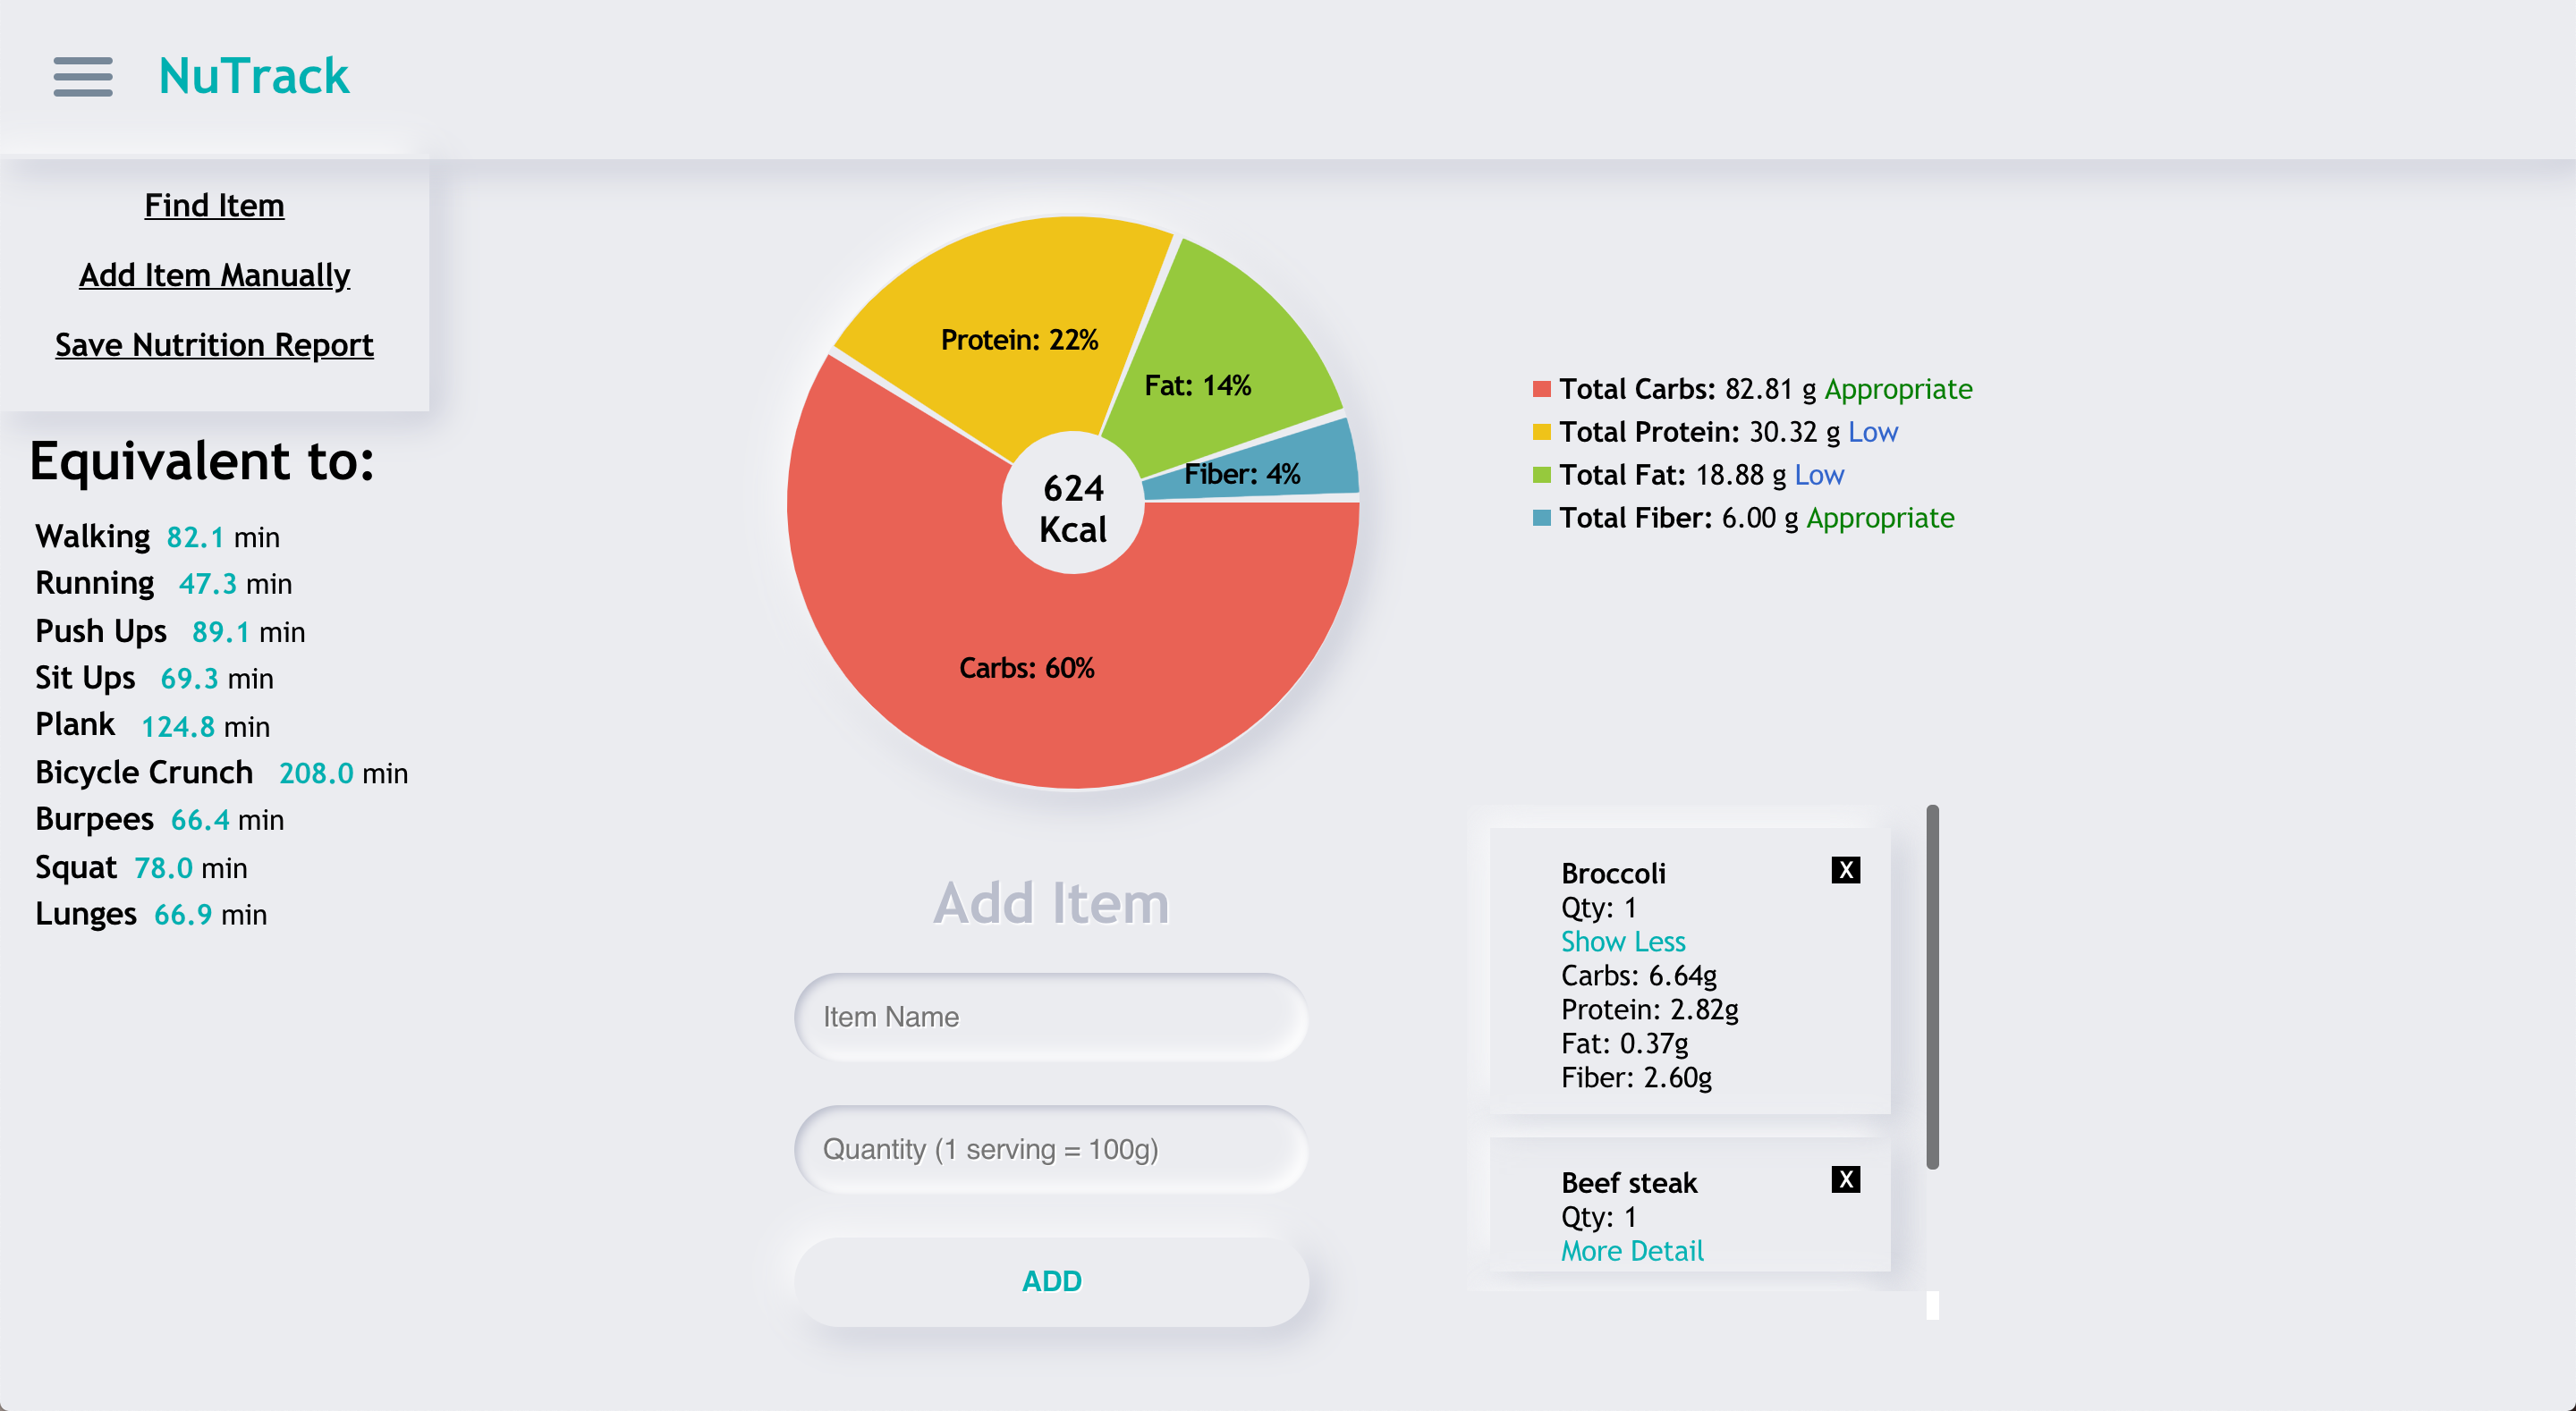 NuTrack
Find Item
Add Item Manually
Save Nutrition Report
Equivalent to:
Walking 82.1 min
Running 47.3 min
Push Ups 89.1 min
Sit Ups 69.3 min
Plank 124.8 min
Bicycle Crunch 208.0 min
Burpees 66.4 min
Squat 78.0 min
Lunges 66.9 min
Protein: 22%
Fat: 14%
Fiber: 4%
624
Kcal
Carbs: 60%
Total Carbs: 82.81 g Appropriate
Total Protein: 30.32 g Low
Total Fat: 18.88 g Low
Total Fiber: 6.00 g Appropriate
Add Item
Item Name
Quantity (1 serving = 100g)
ADD
Broccoli X
Qty: 1
Show Less
Carbs: 6.64g
Protein: 2.82g
Fat: 0.37g
Fiber: 2.60g
Beef steak X
Qty: 1
More Detail